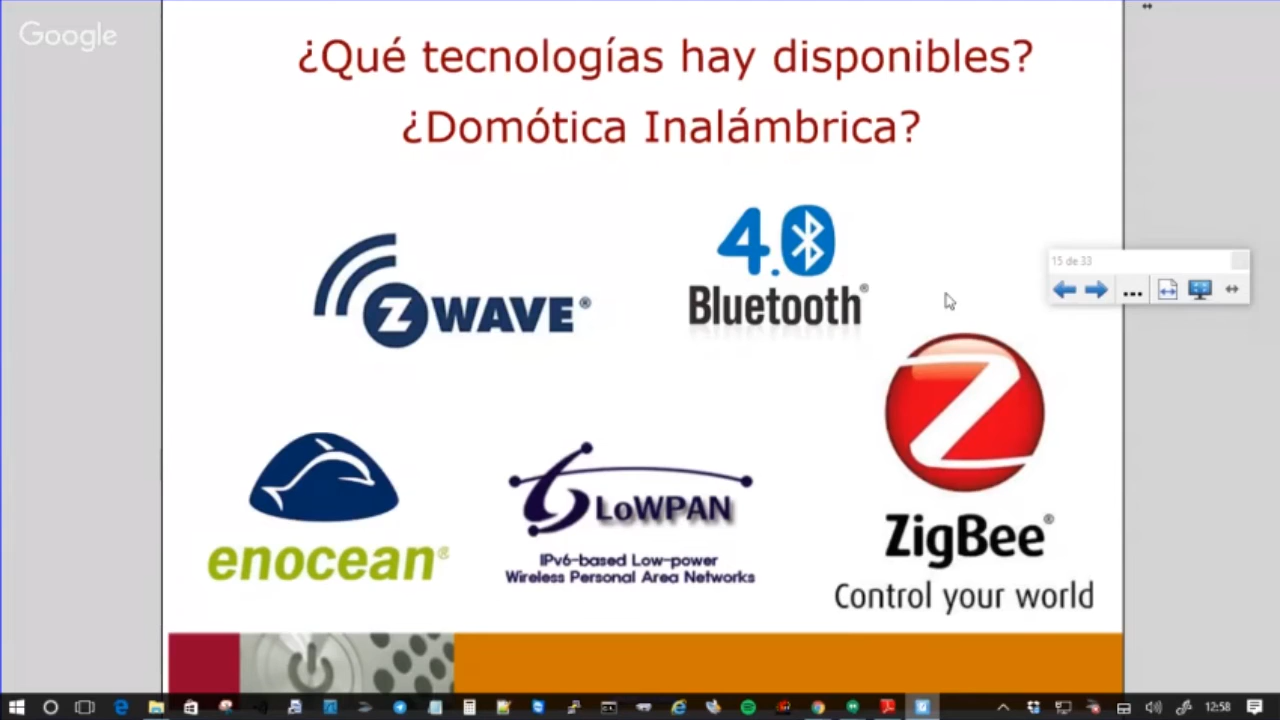 Google
¿Qué tecnologías hay disponibles?
¿Domótica Inalámbrica?
Z WAVE®
4.0
Bluetooth®
15 de 33
enocean®
6LoWPAN
IPv6-based Low-power
Wireless Personal Area Networks
ZigBee®
Control your world
12:58